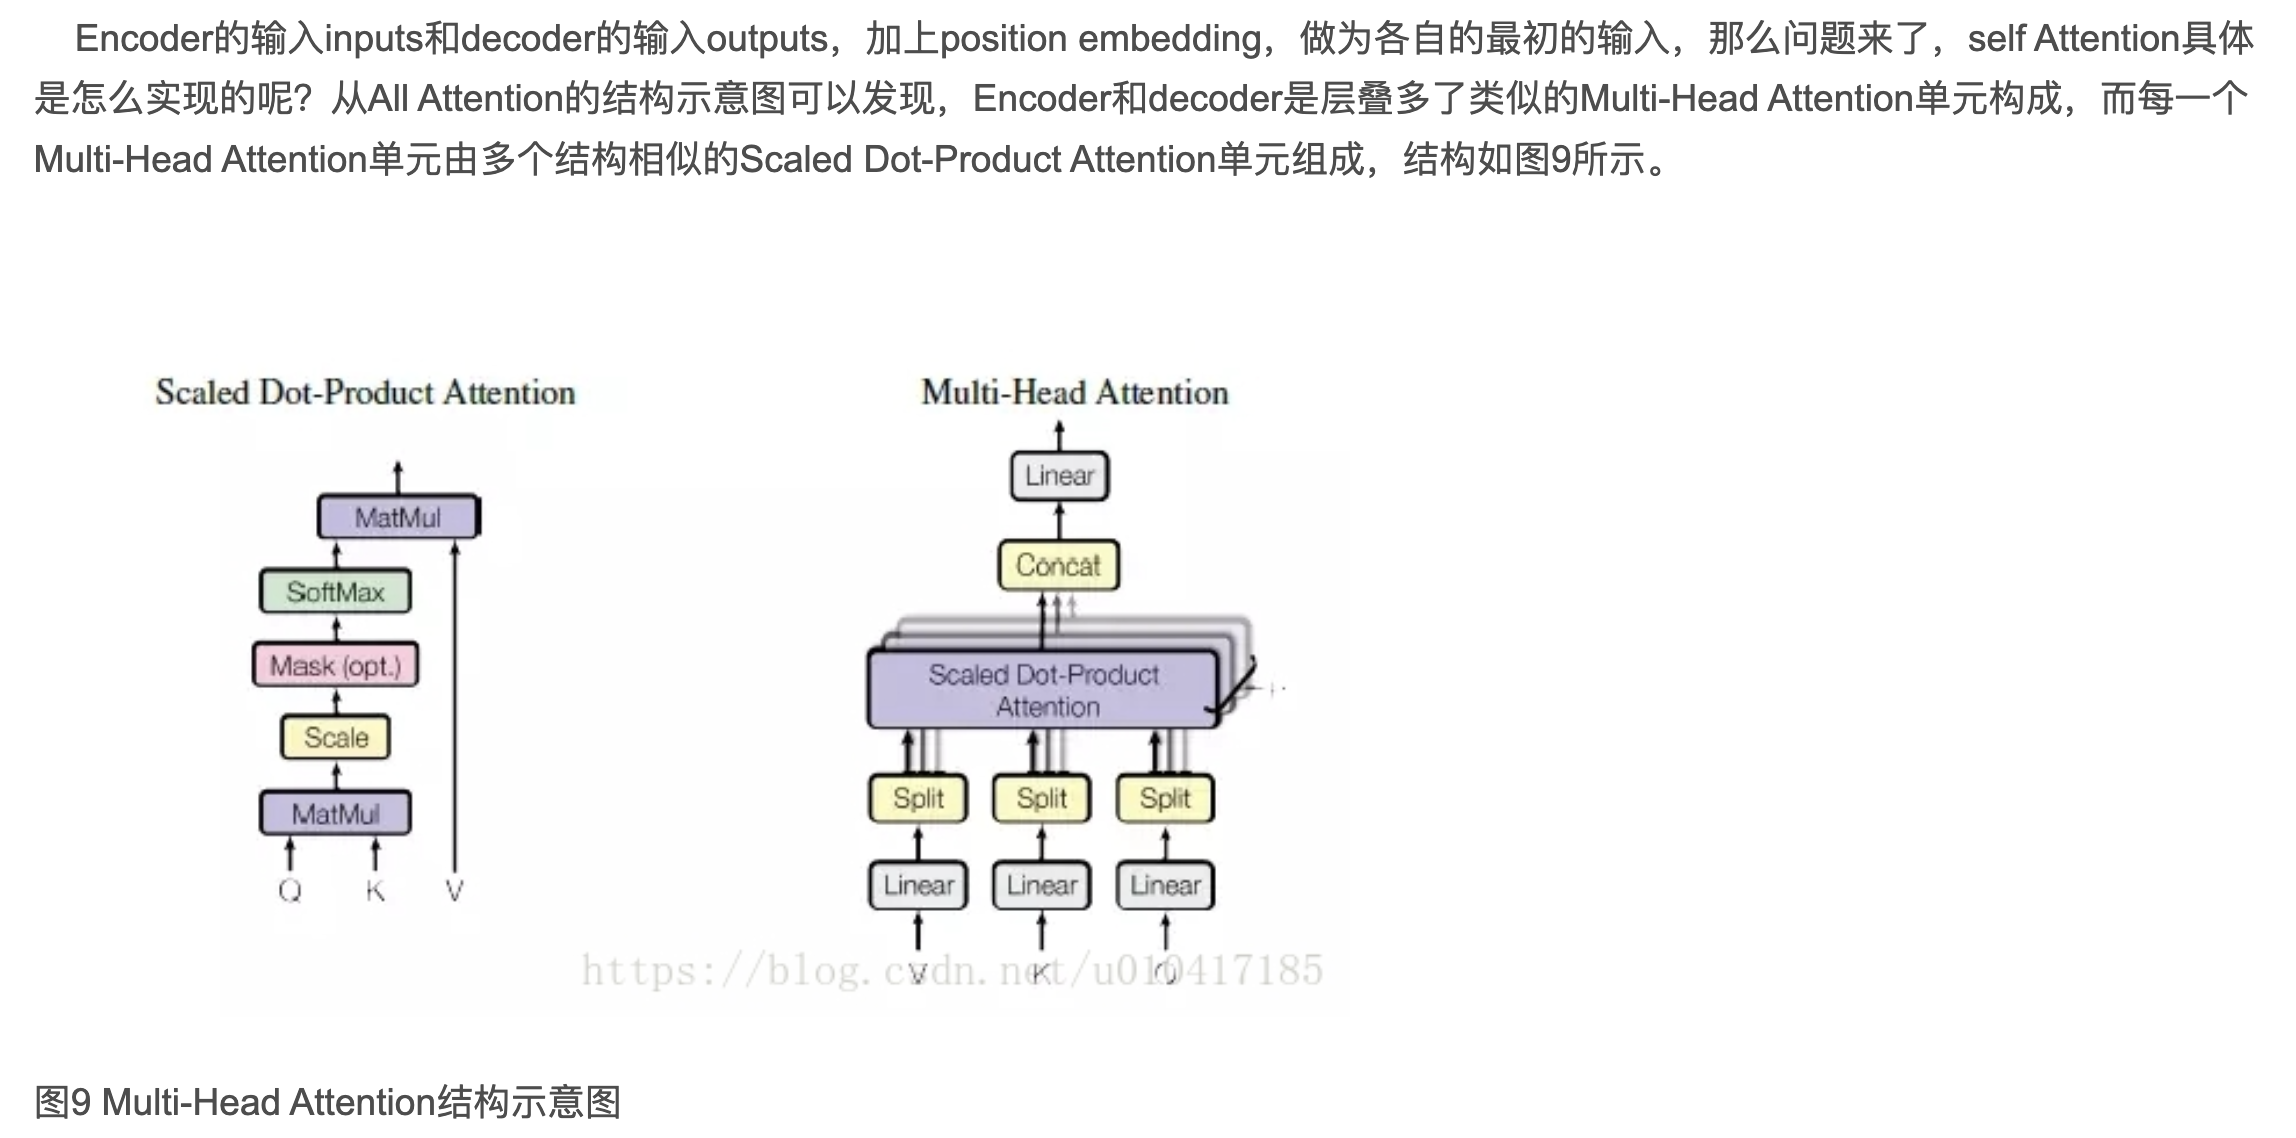 Encoder的输入inputs和decoder的输入outputs，加上position embedding，做为各自的最初的输入，那么问题来了，self Attention具体
是怎么实现的呢？从All Attention的结构示意图可以发现，Encoder和decoder是层叠多了类似的Multi-Head Attention单元构成，而每一个
Multi-Head Attention单元由多个结构相似的Scaled Dot-Product Attention单元组成，结构如图9所示。
Scaled Dot-Product Attention
MatMul
SoftMax
Mask (opt.)
Scale
MatMul
Q K V
Multi-Head Attention
Linear
Concat
Scaled Dot-Product
Attention
Split Split Split
Linear Linear Linear
V K Q
https://blog.csdn.net/u010417185
图9 Multi-Head Attention结构示意图